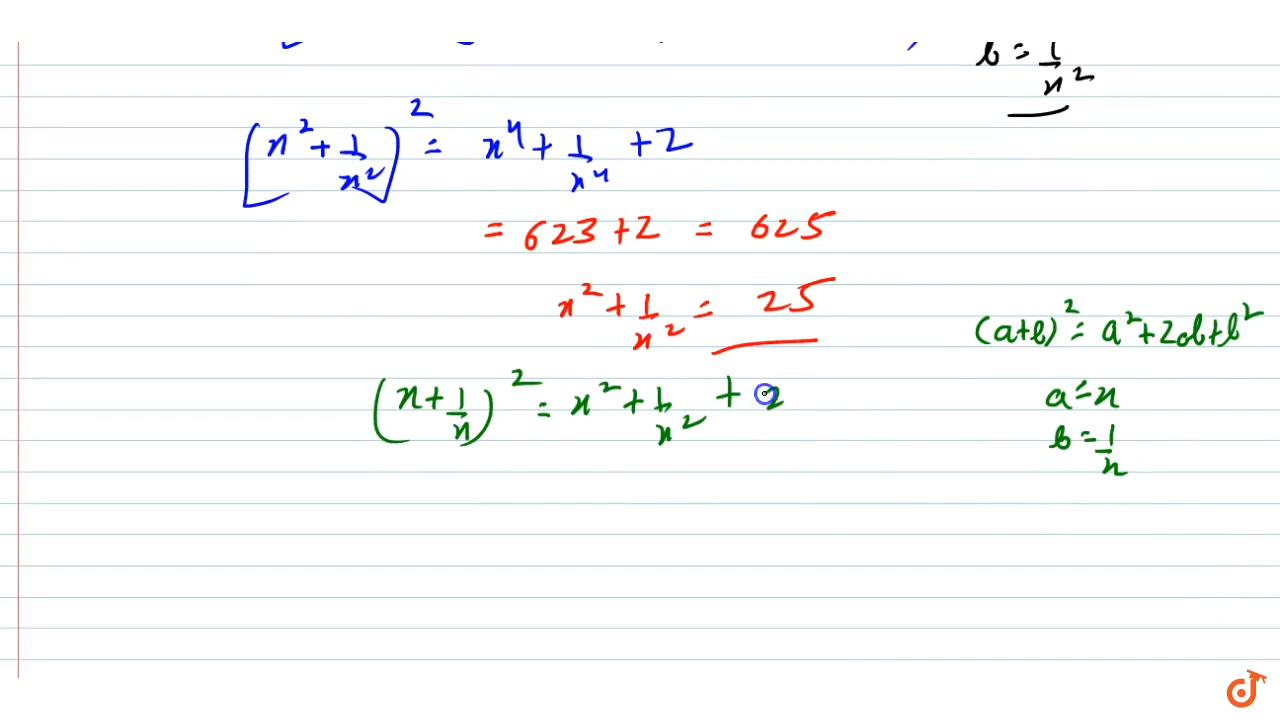 b = 1/x²
(x² + 1/x²)² = x⁴ + 1/x⁴ + 2
= 623 + 2 = 625
x² + 1/x² = 25
(a+b)² = a² + 2ab + b²
(x + 1/x)² = x² + 1/x² + 2
a = x
b = 1/x